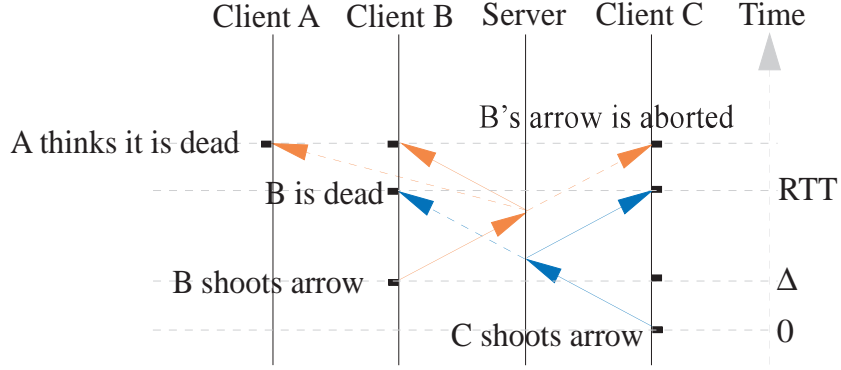 Client A Client B Server Client C Time
B’s arrow is aborted
A thinks it is dead
B is dead
RTT
B shoots arrow
Δ
C shoots arrow
0